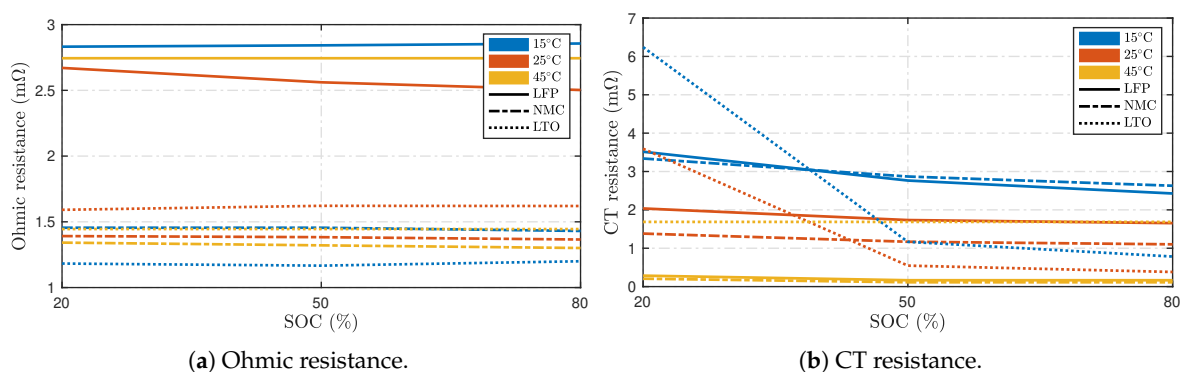 3
2.5
2
1.5
1
20
50
80
Ohmic resistance (mΩ)
SOC (%)
15°C
25°C
45°C
LFP
NMC
LTO
(a) Ohmic resistance.
7
6
5
4
3
2
1
0
20
50
80
CT resistance (mΩ)
SOC (%)
15°C
25°C
45°C
LFP
NMC
LTO
(b) CT resistance.